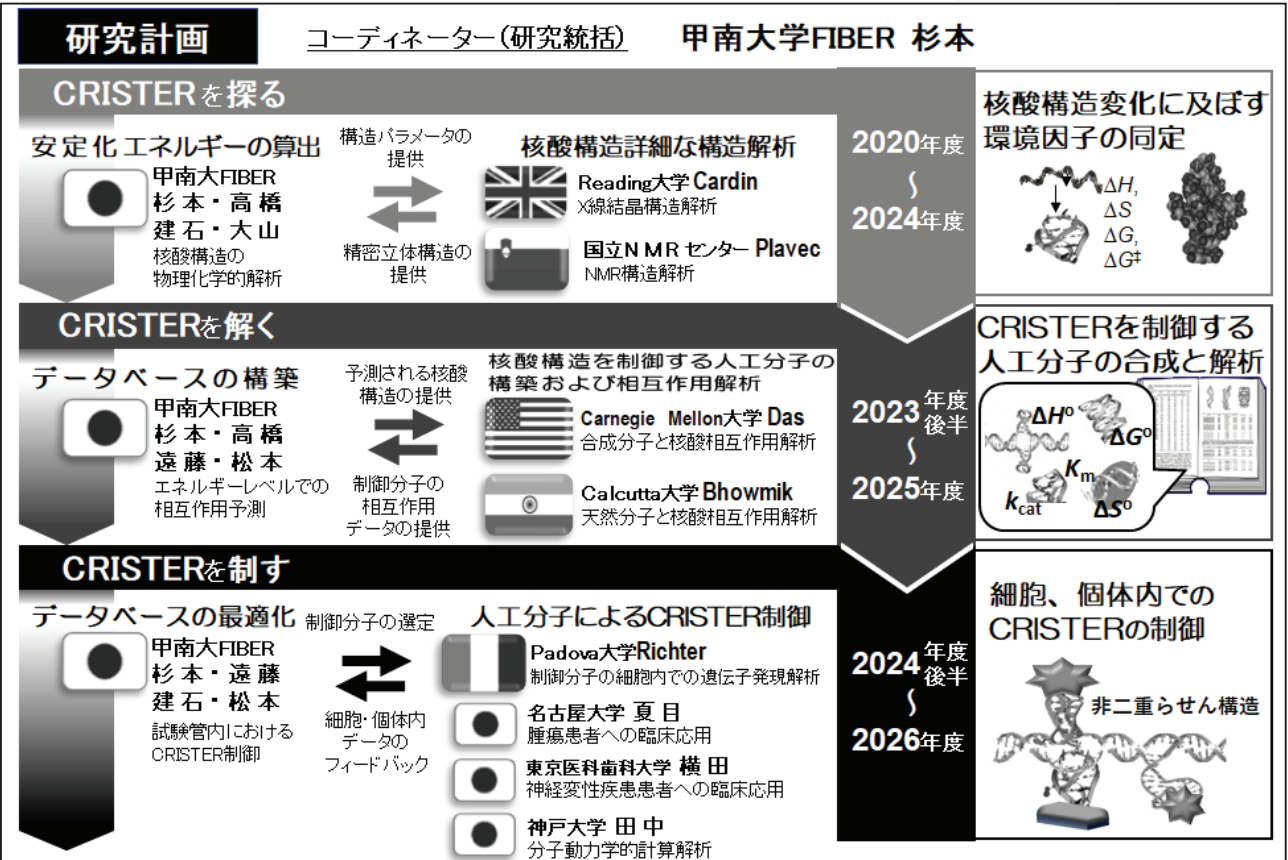 研究計画
コーディネーター(研究統括)
甲南大学FIBER 杉本
CRISTERを探る
安定化エネルギーの算出
甲南大FIBER
杉本・高橋
建石・大山
核酸構造の
物理化学的解析
構造パラメータの
提供
精密立体構造の
提供
核酸構造詳細な構造解析
Reading大学 Cardin
X線結晶構造解析
国立NMRセンター Plavec
NMR構造解析
2020年度
～
2024年度
核酸構造変化に及ぼす
環境因子の同定
ΔH,
ΔS
ΔG,
ΔG‡
CRISTERを解く
データベースの構築
甲南大FIBER
杉本・高橋
遠藤・松本
エネルギーレベルでの
相互作用予測
予測される核酸
構造の提供
制御分子の
相互作用
データの提供
核酸構造を制御する人工分子の
構築および相互作用解析
Carnegie Mellon大学 Das
合成分子と核酸相互作用解析
Calcutta大学 Bhowmik
天然分子と核酸相互作用解析
2023年度後半
～
2025年度
CRISTERを制御する
人工分子の合成と解析
ΔH⁰
ΔG⁰
Km
kcat
ΔS⁰
CRISTERを制す
データベースの最適化
甲南大FIBER
杉本・遠藤
建石・松本
試験管内における
CRISTER制御
制御分子の選定
細胞・個体内
データの
フィードバック
人工分子によるCRISTER制御
Padova大学Richter
制御分子の細胞内での遺伝子発現解析
名古屋大学 夏目
腫瘍患者への臨床応用
東京医科歯科大学 横田
神経変性疾患患者への臨床応用
神戸大学 田中
分子動力学的計算解析
2024年度後半
～
2026年度
細胞、個体内での
CRISTERの制御
非二重らせん構造